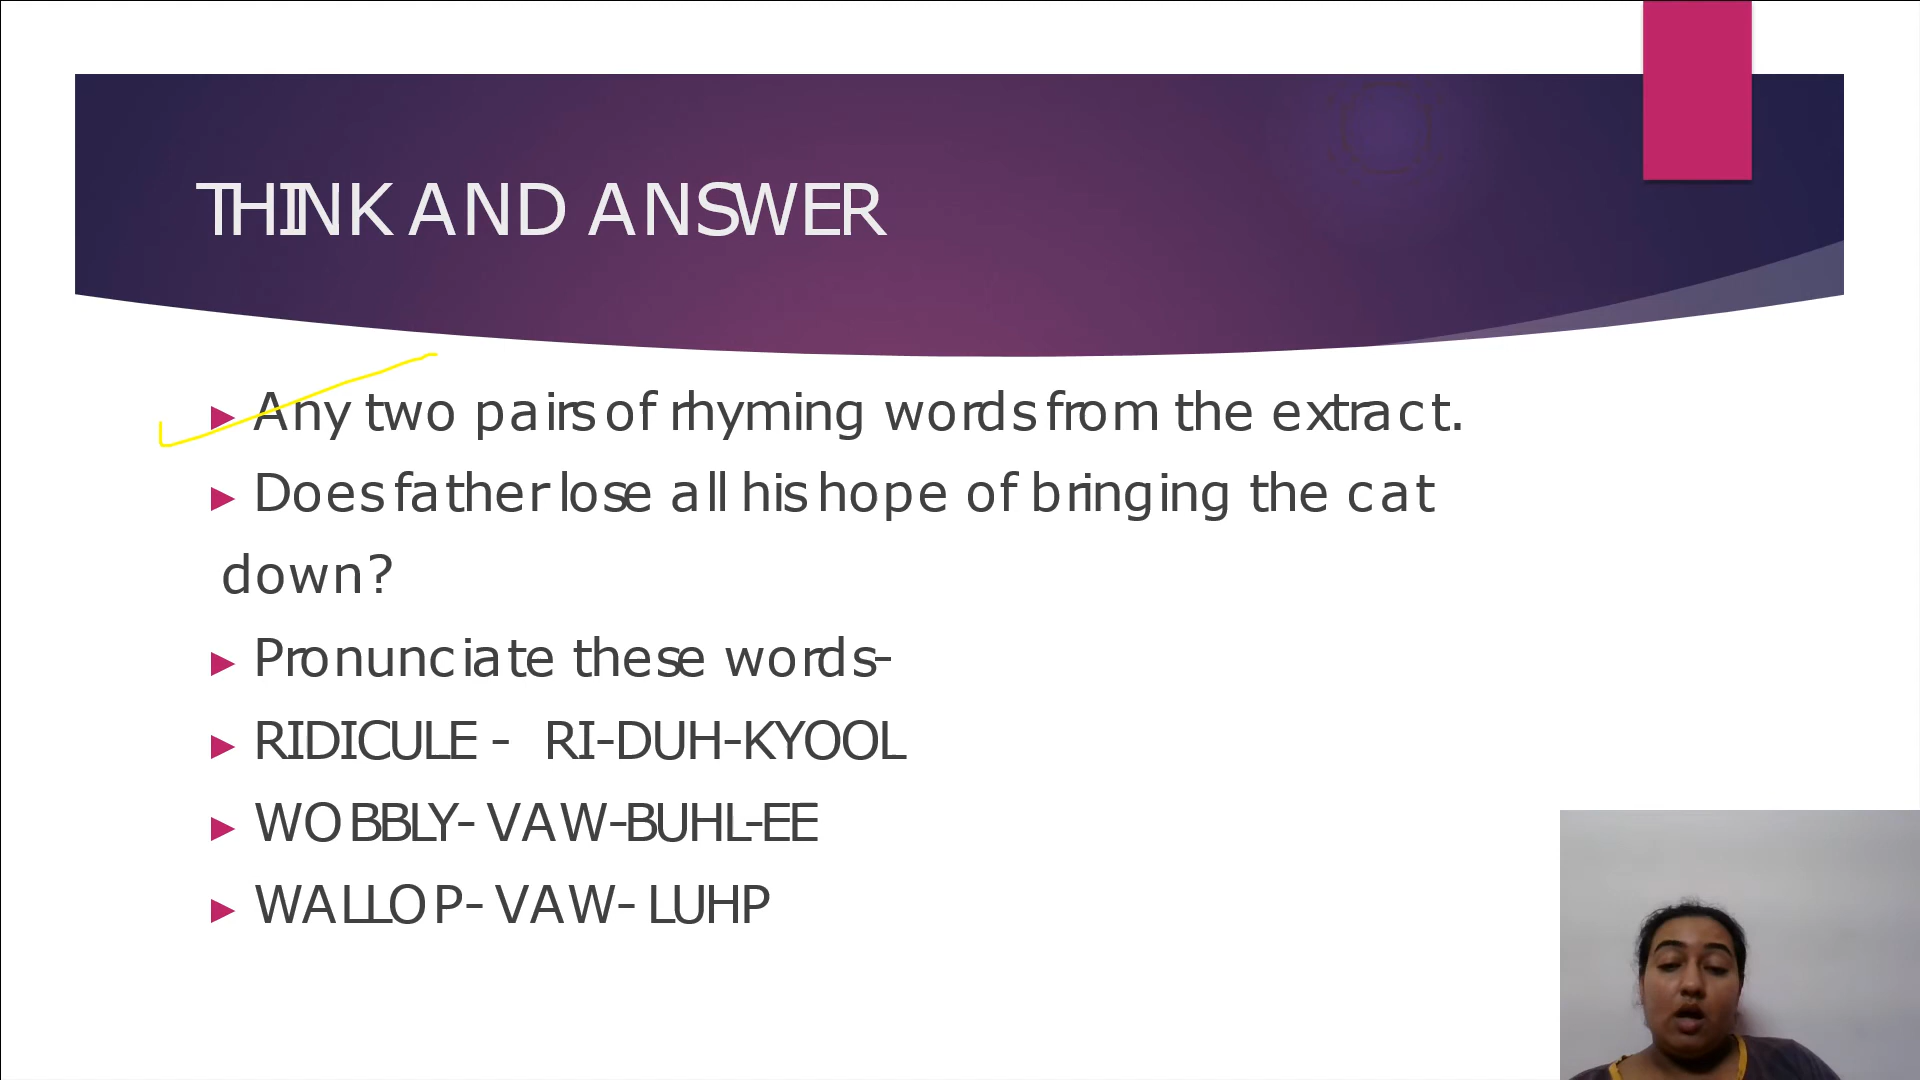 THINK AND ANSWER
Any two pairs of rhyming words from the extract.
Does father lose all his hope of bringing the cat
down?
Pronunciate these words-
RIDICULE - RI-DUH-KYOOL
WOBBLY- VAW-BUHL-EE
WALLOP- VAW- LUHP